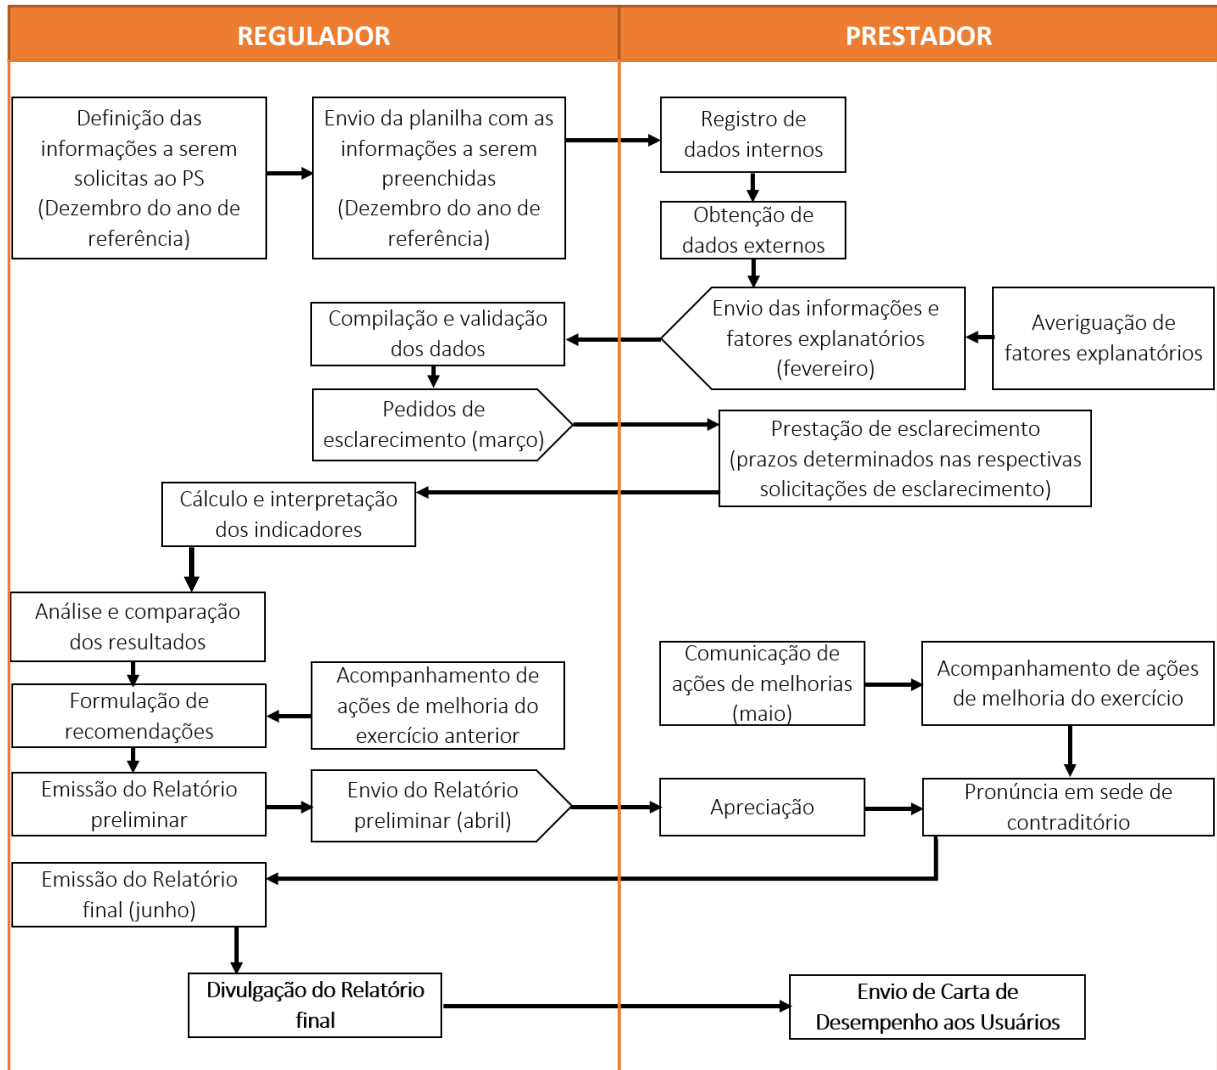 REGULADOR
PRESTADOR
Definição das
informações a serem
solicitas ao PS
(Dezembro do ano de
referência)
Envio da planilha com as
informações a serem
preenchidas
(Dezembro do ano de
referência)
Registro de
dados internos
Obtenção de
dados externos
Envio das informações e
fatores explanatórios
(fevereiro)
Averiguação de
fatores explanatórios
Compilação e validação
dos dados
Pedidos de
esclarecimento (março)
Prestação de esclarecimento
(prazos determinados nas respectivas
solicitações de esclarecimento)
Cálculo e interpretação
dos indicadores
Análise e comparação
dos resultados
Formulação de
recomendações
Acompanhamento de
ações de melhoria do
exercício anterior
Comunicação de
ações de melhorias
(maio)
Acompanhamento de ações
de melhoria do exercício
Emissão do Relatório
preliminar
Envio do Relatório
preliminar (abril)
Apreciação
Pronúncia em sede de
contraditório
Emissão do Relatório
final (junho)
Divulgação do Relatório
final
Envio de Carta de
Desempenho aos Usuários